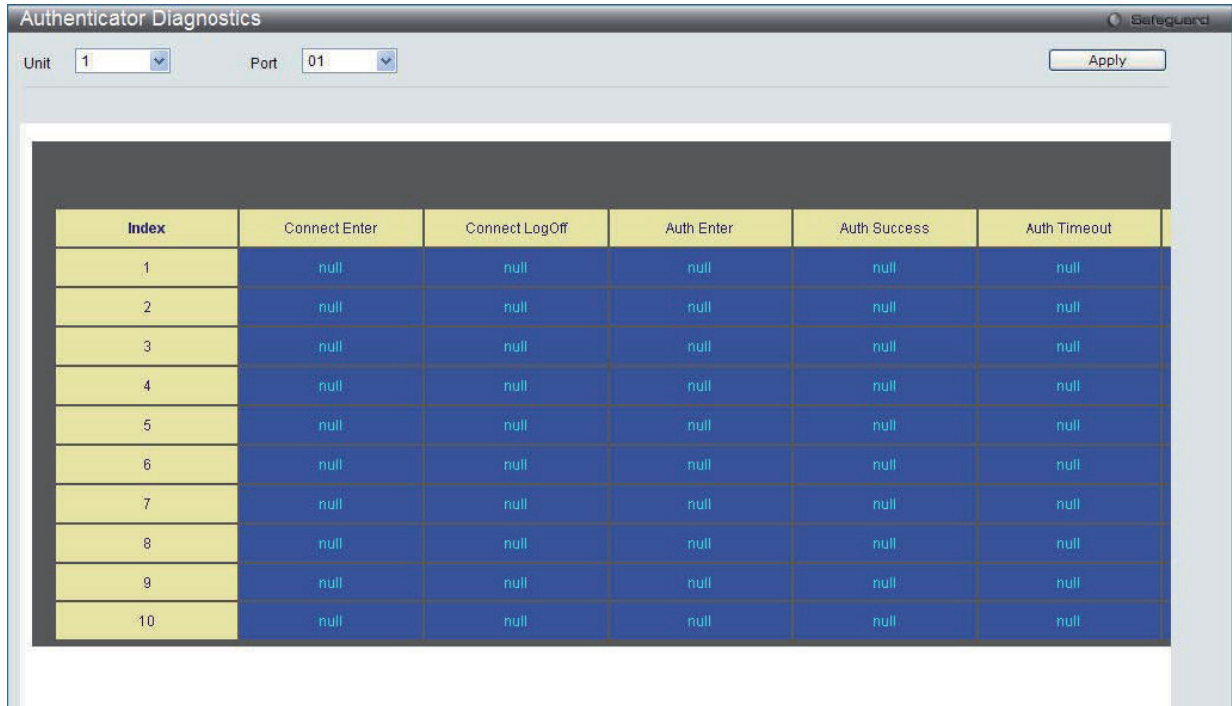 Authenticator Diagnostics Safeguard
Unit 1 Port 01 Apply
Index Connect Enter Connect LogOff Auth Enter Auth Success Auth Timeout
1 null null null null null
2 null null null null null
3 null null null null null
4 null null null null null
5 null null null null null
6 null null null null null
7 null null null null null
8 null null null null null
9 null null null null null
10 null null null null null